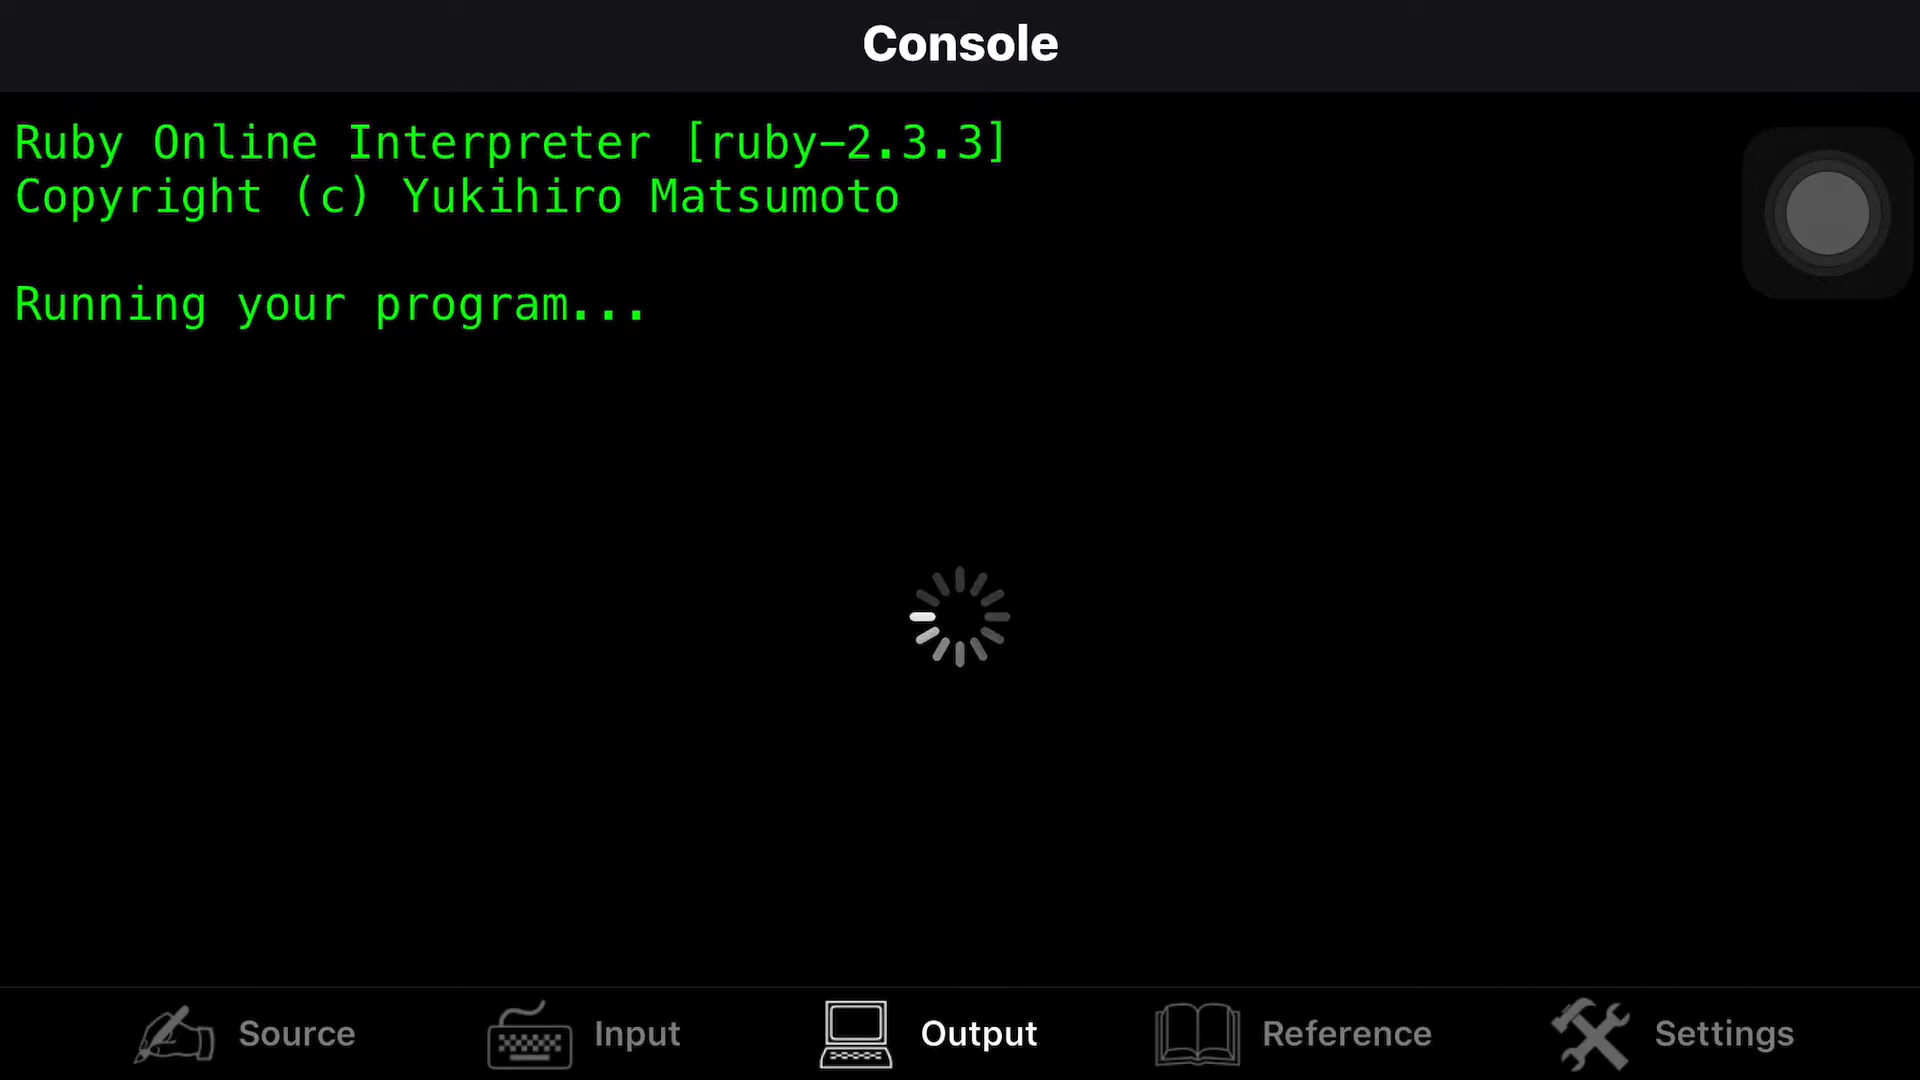 Console
Ruby Online Interpreter [ruby-2.3.3]
Copyright (c) Yukihiro Matsumoto
Running your program...
Source
Input
Output
Reference
Settings